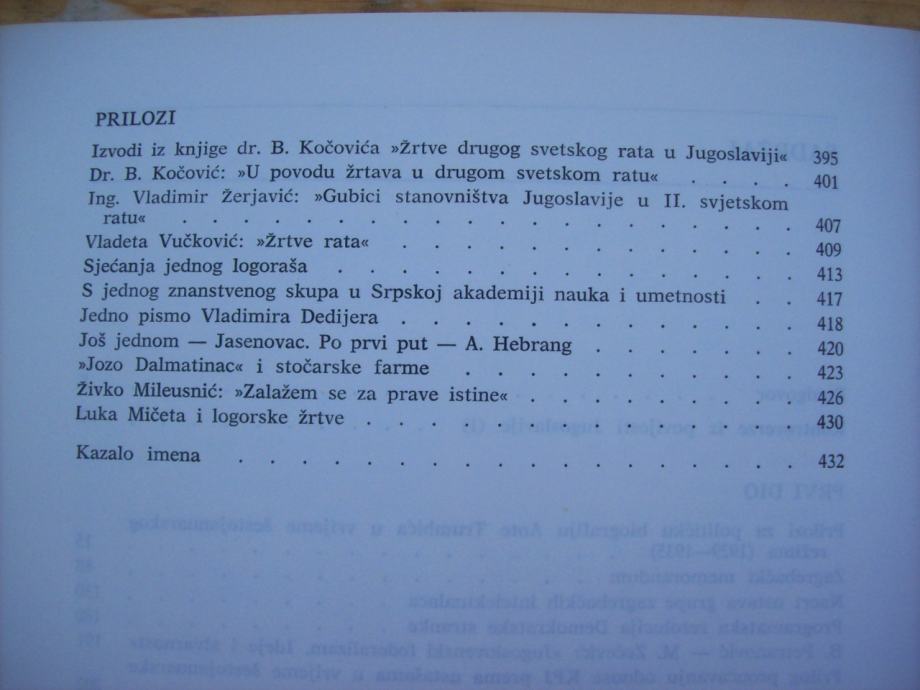 PRILOZI
Izvodi iz knjige dr. B. Kočovića »Žrtve drugog svetskog rata u Jugoslaviji« 395
Dr. B. Kočović: »U povodu žrtava u drugom svetskom ratu« . . . . 401
Ing. Vladimir Žerjavić: »Gubici stanovništva Jugoslavije u II. svjetskom
ratu« . . . . . . . . . . . . . . . . . 407
Vladeta Vučković: »Žrtve rata« . . . . . . . . . . . . 409
Sjećanja jednog logoraša . . . . . . . . . . . . . . 413
S jednog znanstvenog skupa u Srpskoj akademiji nauka i umetnosti . . 417
Jedno pismo Vladimira Dedijera . . . . . . . . . . . . 418
Još jednom — Jasenovac. Po prvi put — A. Hebrang . . . . . . . 420
»Jozo Dalmatinac« i stočarske farme . . . . . . . . . . 423
Živko Mileusnić: »Zalažem se za prave istine« . . . . . . . . 426
Luka Mičeta i logorske žrtve . . . . . . . . . . . . . 430
Kazalo imena . . . . . . . . . . . . . . . . . 432